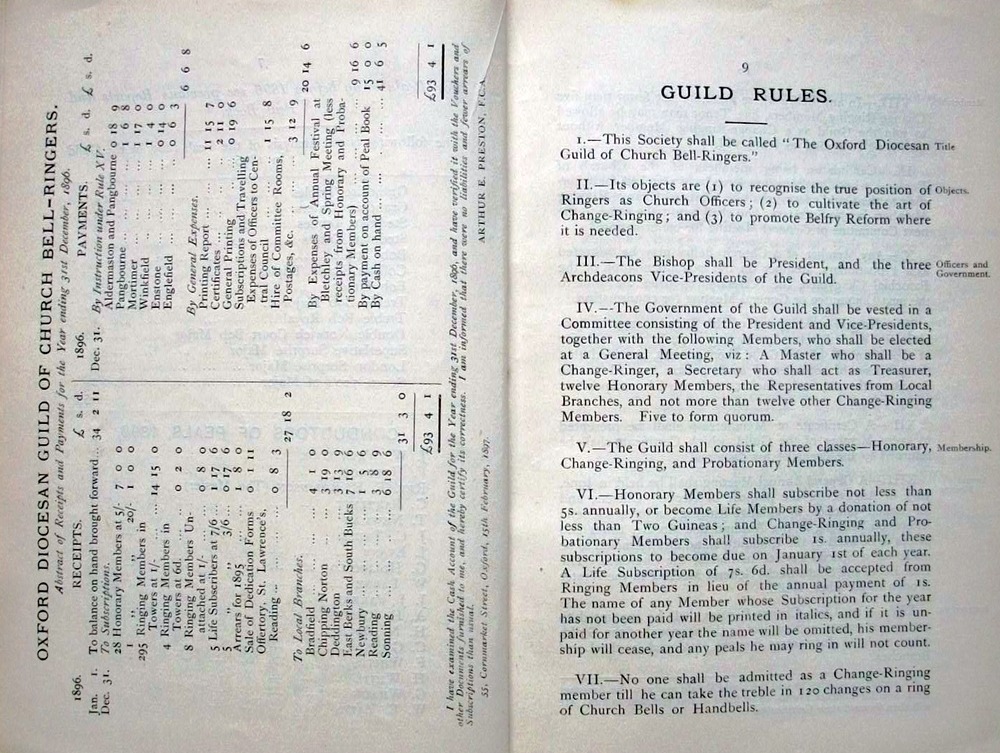 OXFORD DIOCESAN GUILD OF CHURCH BELL-RINGERS.
Abstract of Receipts and Payments for the Year ending 31st December, 1896.
RECEIPTS.
1896. £ s. d.
Jan. 1. To balance on hand brought forward ... 34 2 11
Dec. 31. To Subscriptions.
28 Honorary Members at 5/- 7 0 0
1 „ „ 20/- 1 0 0
295 Ringing Members in
Towers at 1/- ... 14 15 0
4 Ringing Members in
Towers at 6d. ... 0 2 0
8 Ringing Members Un-
attached at 1/- ... 0 8 0
5 Life Subscribers at 7/6 1 17 6
5 „ „ 3/6 0 17 6
Arrears for 1895 ... 1 8 0
Sale of Dedication Forms 0 1 11
Offertory, St. Lawrence's,
Reading ... ... 0 8 3
27 18 2
To Local Branches.
Bradfield ... ... 4 1 0
Chipping Norton ... 3 19 0
Deddington ... ... 3 13 0
East Berks and South Bucks 7 16 6
Newbury ... ... 1 5 6
Reading ... ... 3 8 9
Sonning ... ... 6 18 6
31 3 0
£93 4 1
PAYMENTS.
1896. £ s. d. £ s. d.
Dec. 31. By Instruction under Rule XV.
Aldermaston and Pangbourne 0 18 9
Pangbourne ... ... 1 6 8
Mortimer ... ... 1 17 0
Winkfield ... ... 1 4 0
Enstone ... ... 0 14 0
Englefield ... ... 0 6 3
6 6 8
By General Expenses.
Printing Report ... ... 11 15 7
Certificates ... ... 2 11 0
General Printing ... 0 19 6
Subscriptions and Travelling
Expenses of Officers to Cen-
tral Council ... ... 1 15 8
Hire of Committee Rooms,
Postages, &c. ... ... 3 12 9
20 14 6
By Expenses of Annual Festival at
Bletchley and Spring Meeting (less
receipts from Honorary and Proba-
tionary Members) ... ... 9 16 6
By payment on account of Peal Book 15 0 0
By Cash on hand ... ... 41 6 5
£93 4 1
I have examined the Cash Account of the Guild for the Year ending 31st December, 1896, and have verified it with the Vouchers and
other Documents furnished to me, and hereby certify its correctness. I am informed that there were no liabilities and fewer arrears of
Subscriptions than usual.
ARTHUR E. PRESTON, F.C.A.
55, Cornmarket Street, Oxford, 15th February, 1897.
9
GUILD RULES.
I.—This Society shall be called "The Oxford Diocesan Title
Guild of Church Bell-Ringers."
II.—Its objects are (1) to recognise the true position of Objects.
Ringers as Church Officers; (2) to cultivate the art of
Change-Ringing; and (3) to promote Belfry Reform where
it is needed.
III.—The Bishop shall be President, and the three Officers and
Archdeacons Vice-Presidents of the Guild. Government.
IV.—The Government of the Guild shall be vested in a
Committee consisting of the President and Vice-Presidents,
together with the following Members, who shall be elected
at a General Meeting, viz: A Master who shall be a
Change-Ringer, a Secretary who shall act as Treasurer,
twelve Honorary Members, the Representatives from Local
Branches, and not more than twelve other Change-Ringing
Members. Five to form quorum.
V.—The Guild shall consist of three classes—Honorary, Membership.
Change-Ringing, and Probationary Members.
VI.—Honorary Members shall subscribe not less than
5s. annually, or become Life Members by a donation of not
less than Two Guineas; and Change-Ringing and Pro-
bationary Members shall subscribe 1s. annually, these
subscriptions to become due on January 1st of each year.
A Life Subscription of 7s. 6d. shall be accepted from
Ringing Members in lieu of the annual payment of 1s.
The name of any Member whose Subscription for the year
has not been paid will be printed in italics, and if it is un-
paid for another year the name will be omitted, his member-
ship will cease, and any peals he may ring in will not count.
VII.—No one shall be admitted as a Change-Ringing
member till he can take the treble in 120 changes on a ring
of Church Bells or Handbells.